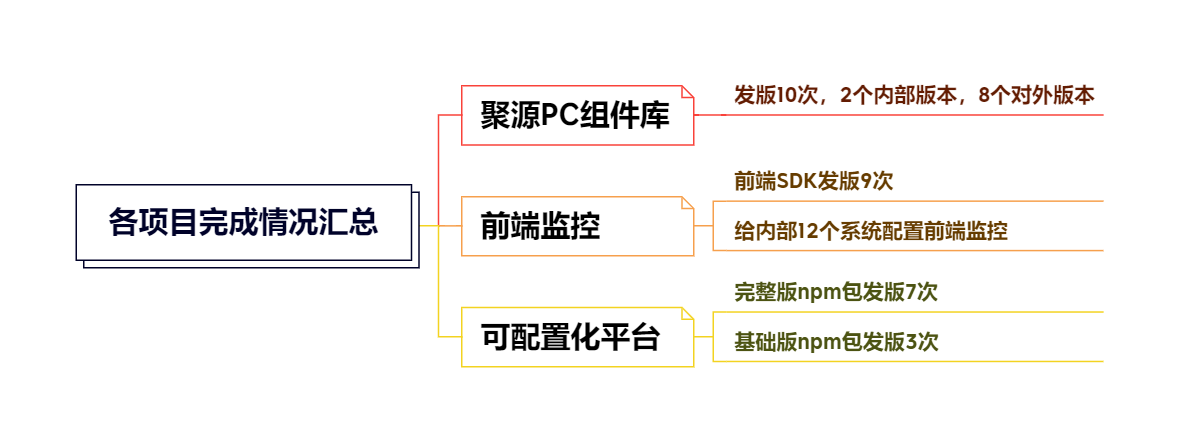 各项目完成情况汇总
聚源PC组件库
发版10次，2个内部版本，8个对外版本
前端监控
前端SDK发版9次
给内部12个系统配置前端监控
可配置化平台
完整版npm包发版7次
基础版npm包发版3次